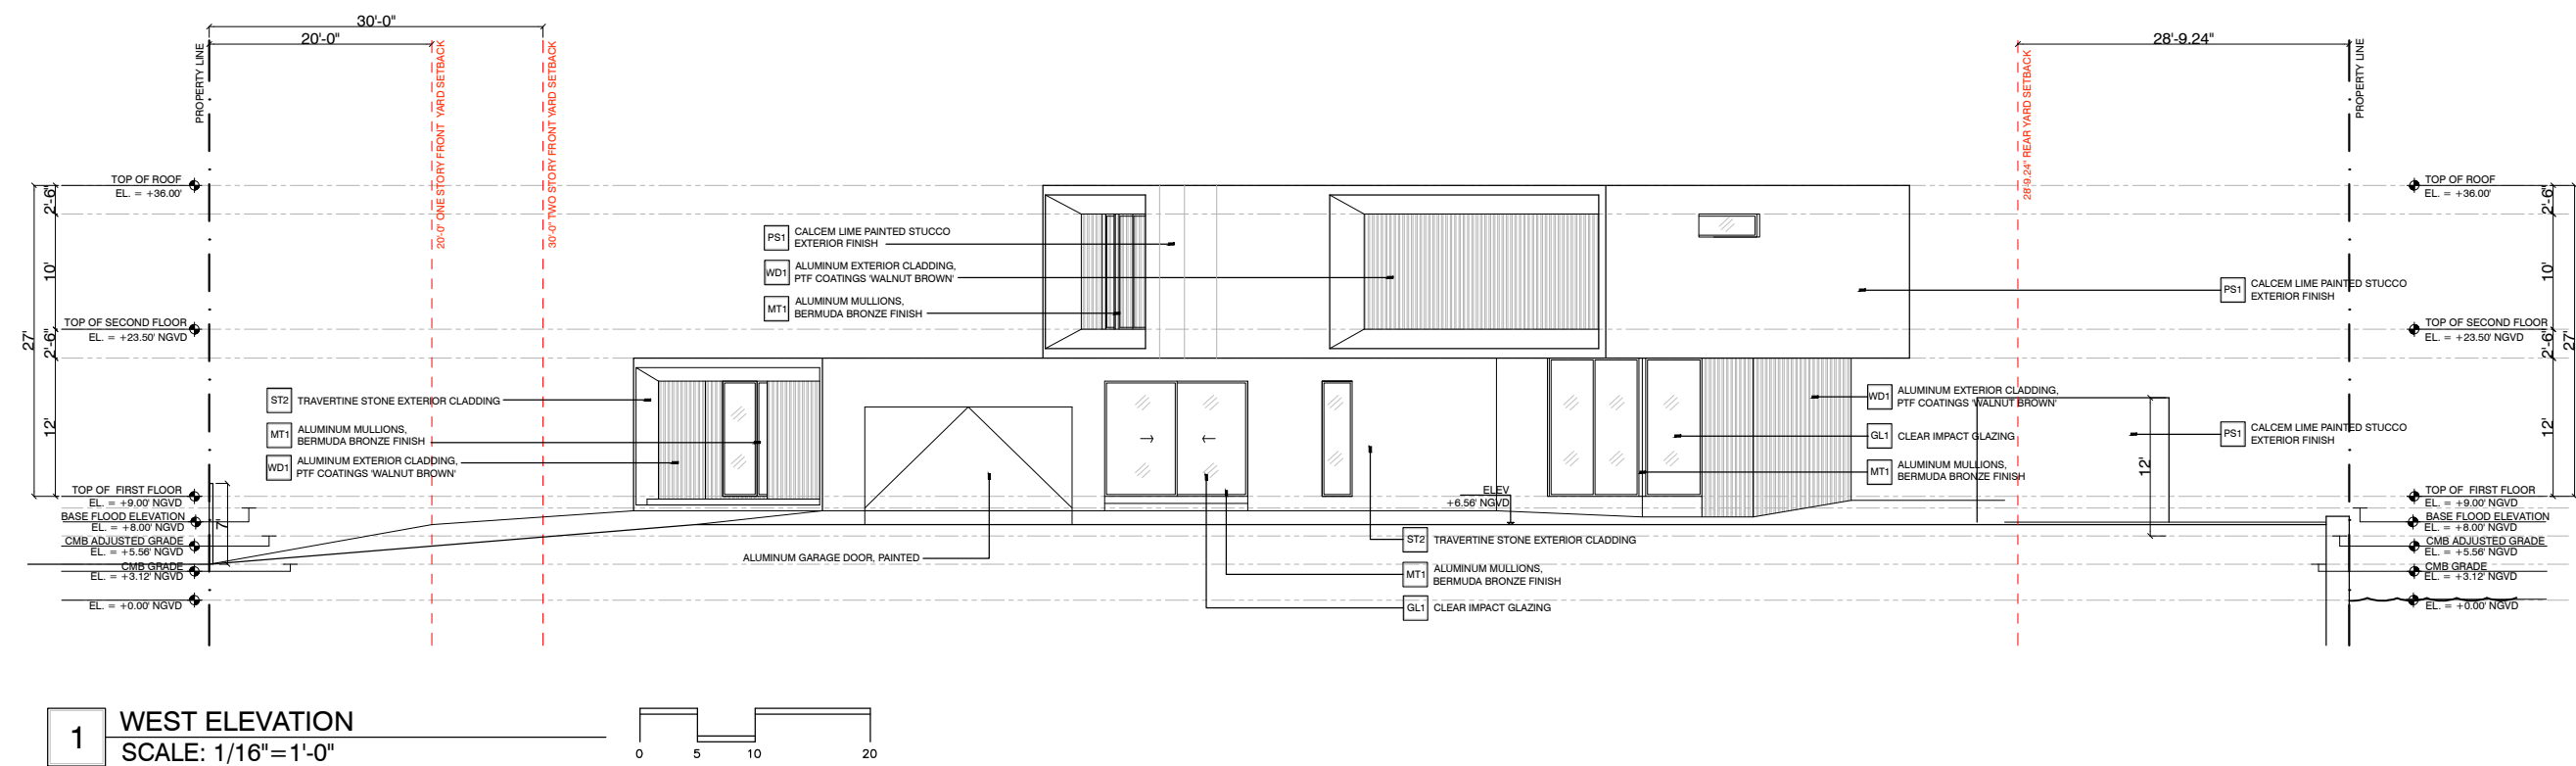 30'-0"
20'-0"
28'-9.24"
PROPERTY LINE
20'-0" ONE STORY FRONT YARD SETBACK
30'-0" TWO STORY FRONT YARD SETBACK
28'-9.24" REAR YARD SETBACK
PROPERTY LINE
TOP OF ROOF
EL. = +36.00'
2'-6"
10'
TOP OF SECOND FLOOR
EL. = +23.50' NGVD
2'-6"
27'
12'
TOP OF FIRST FLOOR
EL. = +9.00' NGVD
BASE FLOOD ELEVATION
EL. = +8.00' NGVD
CMB ADJUSTED GRADE
EL. = +5.56' NGVD
CMB GRADE
EL. = +3.12' NGVD
EL. = +0.00' NGVD
7'
PS1 CALCEM LIME PAINTED STUCCO
EXTERIOR FINISH
WD1 ALUMINUM EXTERIOR CLADDING,
PTF COATINGS 'WALNUT BROWN'
MT1 ALUMINUM MULLIONS,
BERMUDA BRONZE FINISH
ST2 TRAVERTINE STONE EXTERIOR CLADDING
MT1 ALUMINUM MULLIONS,
BERMUDA BRONZE FINISH
WD1 ALUMINUM EXTERIOR CLADDING,
PTF COATINGS 'WALNUT BROWN'
ALUMINUM GARAGE DOOR, PAINTED
ELEV
+6.56' NGVD
ST2 TRAVERTINE STONE EXTERIOR CLADDING
MT1 ALUMINUM MULLIONS,
BERMUDA BRONZE FINISH
GL1 CLEAR IMPACT GLAZING
WD1 ALUMINUM EXTERIOR CLADDING,
PTF COATINGS 'WALNUT BROWN'
GL1 CLEAR IMPACT GLAZING
MT1 ALUMINUM MULLIONS,
BERMUDA BRONZE FINISH
12'
PS1 CALCEM LIME PAINTED STUCCO
EXTERIOR FINISH
PS1 CALCEM LIME PAINTED STUCCO
EXTERIOR FINISH
TOP OF ROOF
EL. = +36.00'
2'-6"
10'
TOP OF SECOND FLOOR
EL. = +23.50' NGVD
2'-6"
27'
12'
TOP OF FIRST FLOOR
EL. = +9.00' NGVD
BASE FLOOD ELEVATION
EL. = +8.00' NGVD
CMB ADJUSTED GRADE
EL. = +5.56' NGVD
CMB GRADE
EL. = +3.12' NGVD
EL. = +0.00' NGVD
1 WEST ELEVATION
SCALE: 1/16"=1'-0"
0 5 10 20